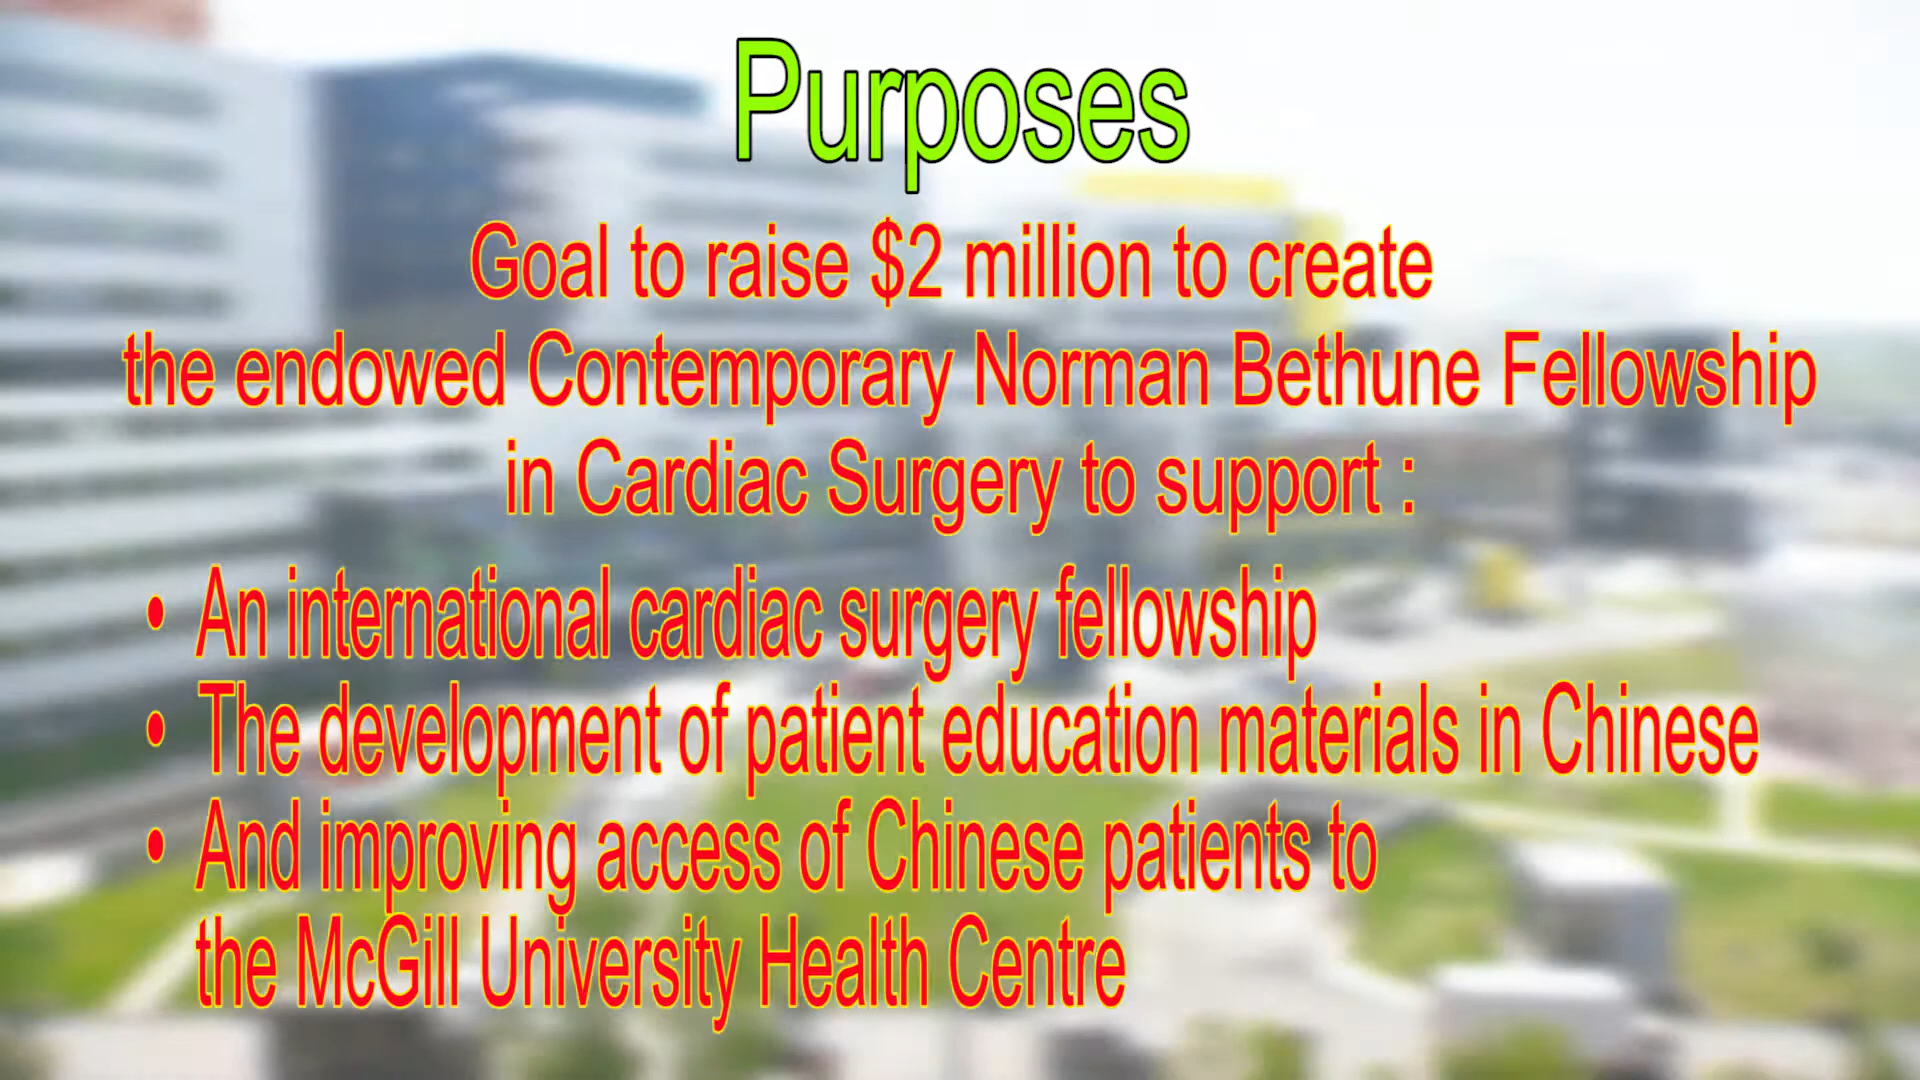 Purposes
Goal to raise $2 million to create
the endowed Contemporary Norman Bethune Fellowship
in Cardiac Surgery to support :
• An international cardiac surgery fellowship
• The development of patient education materials in Chinese
• And improving access of Chinese patients to
the McGill University Health Centre